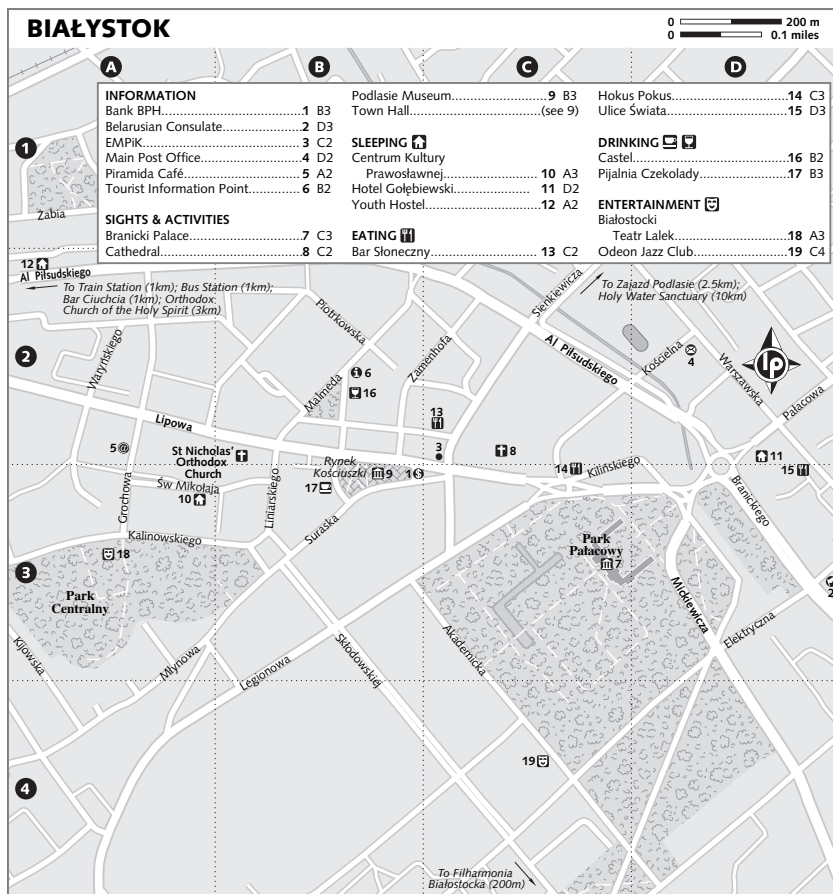 BIAŁYSTOK
0 200 m
0 0.1 miles
A B C D
INFORMATION
Bank BPH 1 B3
Belarusian Consulate 2 D3
EMPiK 3 C2
Main Post Office 4 D2
Piramida Café 5 A2
Tourist Information Point 6 B2
SIGHTS & ACTIVITIES
Branicki Palace 7 C3
Cathedral 8 C2
Podlasie Museum 9 B3
Town Hall (see 9)
SLEEPING
Centrum Kultury
Prawosławnej 10 A3
Hotel Gołębiewski 11 D2
Youth Hostel 12 A2
EATING
Bar Słoneczny 13 C2
Hokus Pokus 14 C3
Ulice Świata 15 D3
DRINKING
Castel 16 B2
Pijalnia Czekolady 17 B3
ENTERTAINMENT
Białostocki
Teatr Lalek 18 A3
Odeon Jazz Club 19 C4
1
Żabia
12
Al Piłsudskiego
To Train Station (1km); Bus Station (1km);
Bar Ciuchcia (1km); Orthodox
Church of the Holy Spirit (3km)
Sienkiewicza
To Zajazd Podlasie (2.5km);
Holy Water Sanctuary (10km)
Piotrkowska
Zamenhofa
Al Piłsudskiego
Kościelna
4
Warszawska
Pałacowa
lp
2
Waryńskiego
Malmeda
6
16
Lipowa
13
5 @
St Nicholas'
Orthodox
Church
3
8
14
Kilińskiego
11
15
Rynek
Kościuszki
9
1 $
Św Mikołaja
10
17
Grochowa
Liniarskiego
Suraska
Branickiego
Kalinowskiego
18
Park
Pałacowy
7
3
Park
Centralny
Mickiewicza
2
Elektryczna
Kijowska
Młynowa
Legionowa
Skłodowskiej
Akademicka
19
4
To Filharmonia
Białostocka (200m)